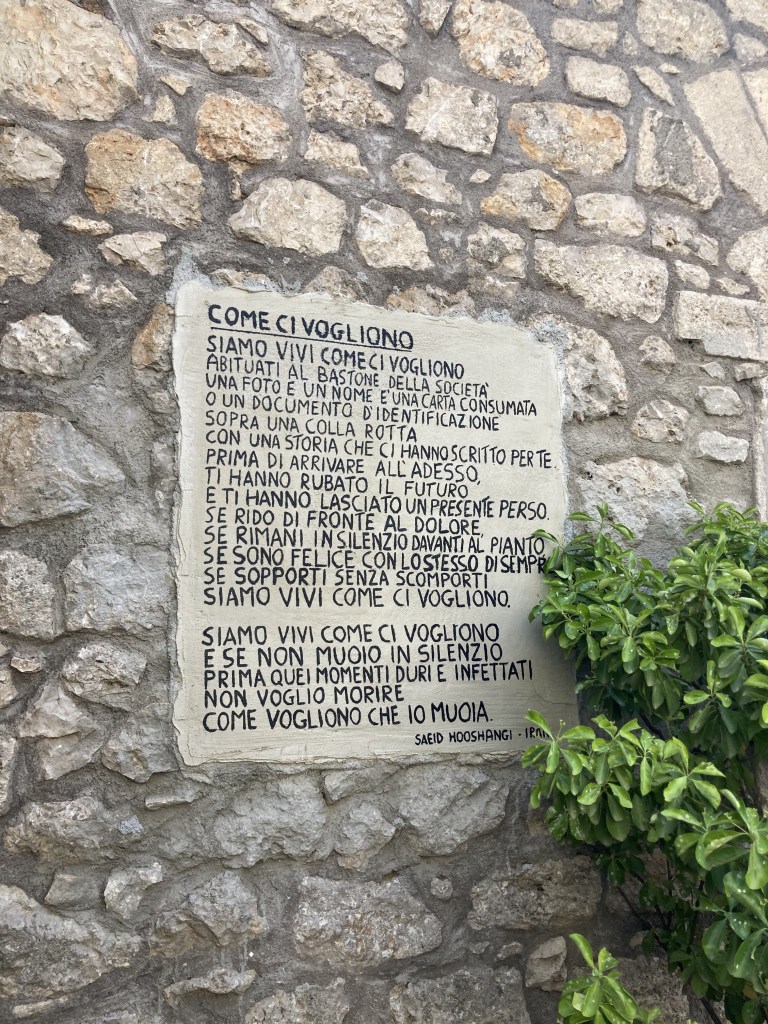 COME CI VOGLIONO
SIAMO VIVI COME CI VOGLIONO
ABITUATI AL BASTONE DELLA SOCIETA'
UNA FOTO E UN NOME E' UNA CARTA CONSUMATA
O UN DOCUMENTO D'IDENTIFICAZIONE
SOPRA UNA COLLA ROTTA
CON UNA STORIA CHE CI HANNO SCRITTO PER TE.
PRIMA DI ARRIVARE ALL'ADESSO,
TI HANNO RUBATO IL FUTURO
E TI HANNO LASCIATO UN PRESENTE PERSO.
SE RIDO DI FRONTE AL DOLORE,
SE RIMANI IN SILENZIO DAVANTI AL PIANTO
SE SONO FELICE CON LO STESSO DI SEMPRE
SE SOPPORTI SENZA SCOMPORTI
SIAMO VIVI COME CI VOGLIONO.
SIAMO VIVI COME CI VOGLIONO
E SE NON MUOIO IN SILENZIO
PRIMA QUEI MOMENTI DURI E INFETTATI
NON VOGLIO MORIRE
COME VOGLIONO CHE IO MUOIA.
SAEID HOOSHANGI - IRAN